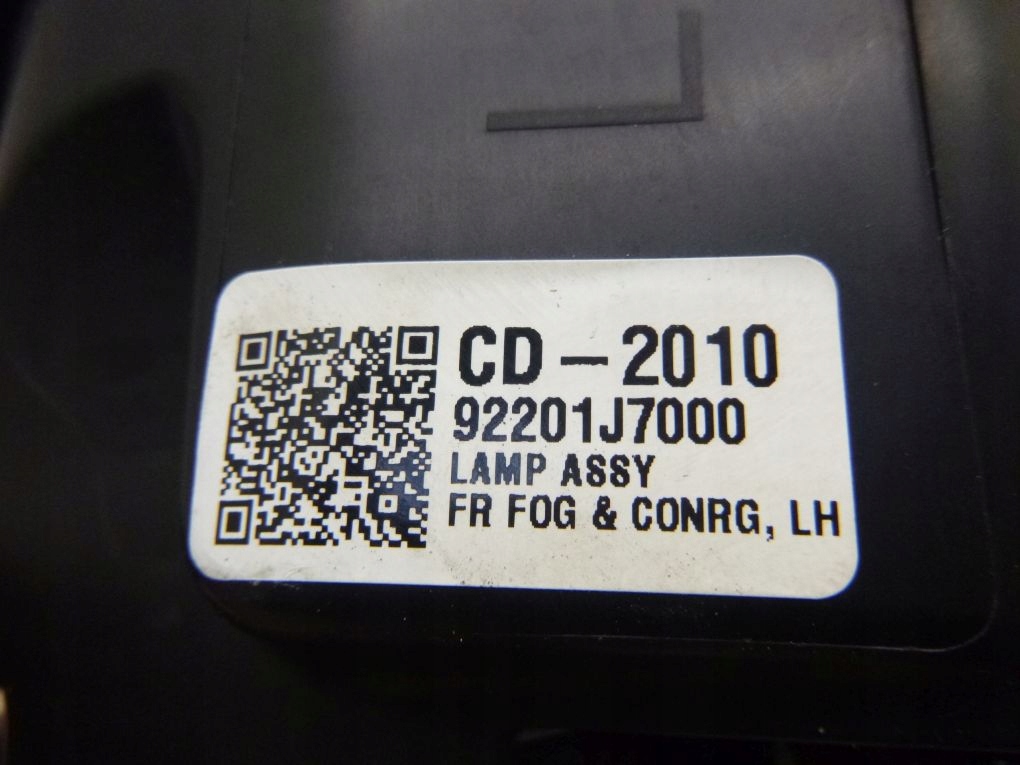 CD-2010
92201J7000
LAMP ASSY
FR FOG & CONRG, LH